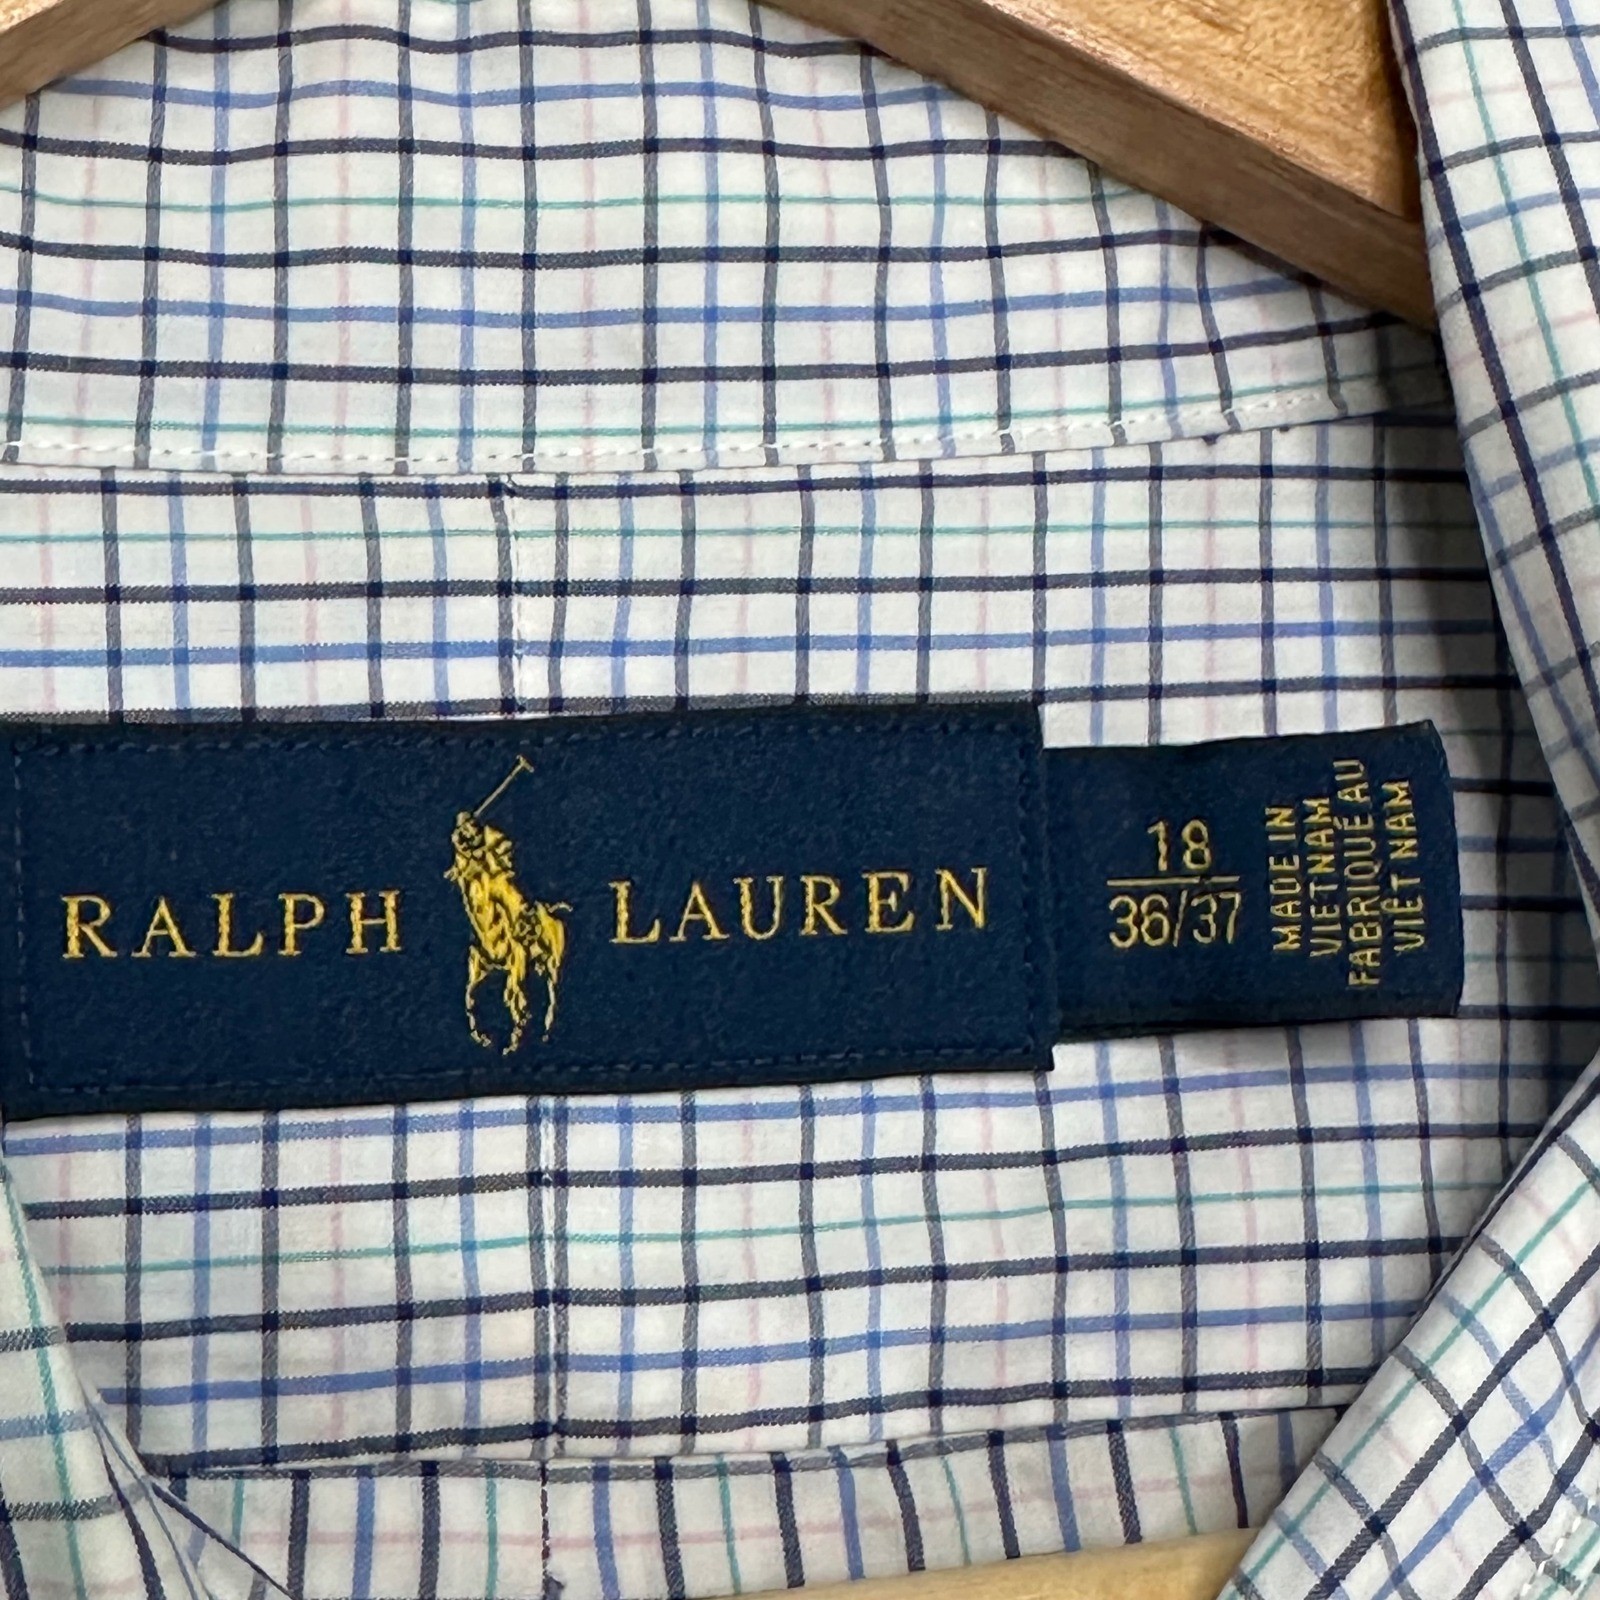 RALPH LAUREN
18
36/37
MADE IN
VIETNAM
FABRIQUÉ AU
VIÊT NAM